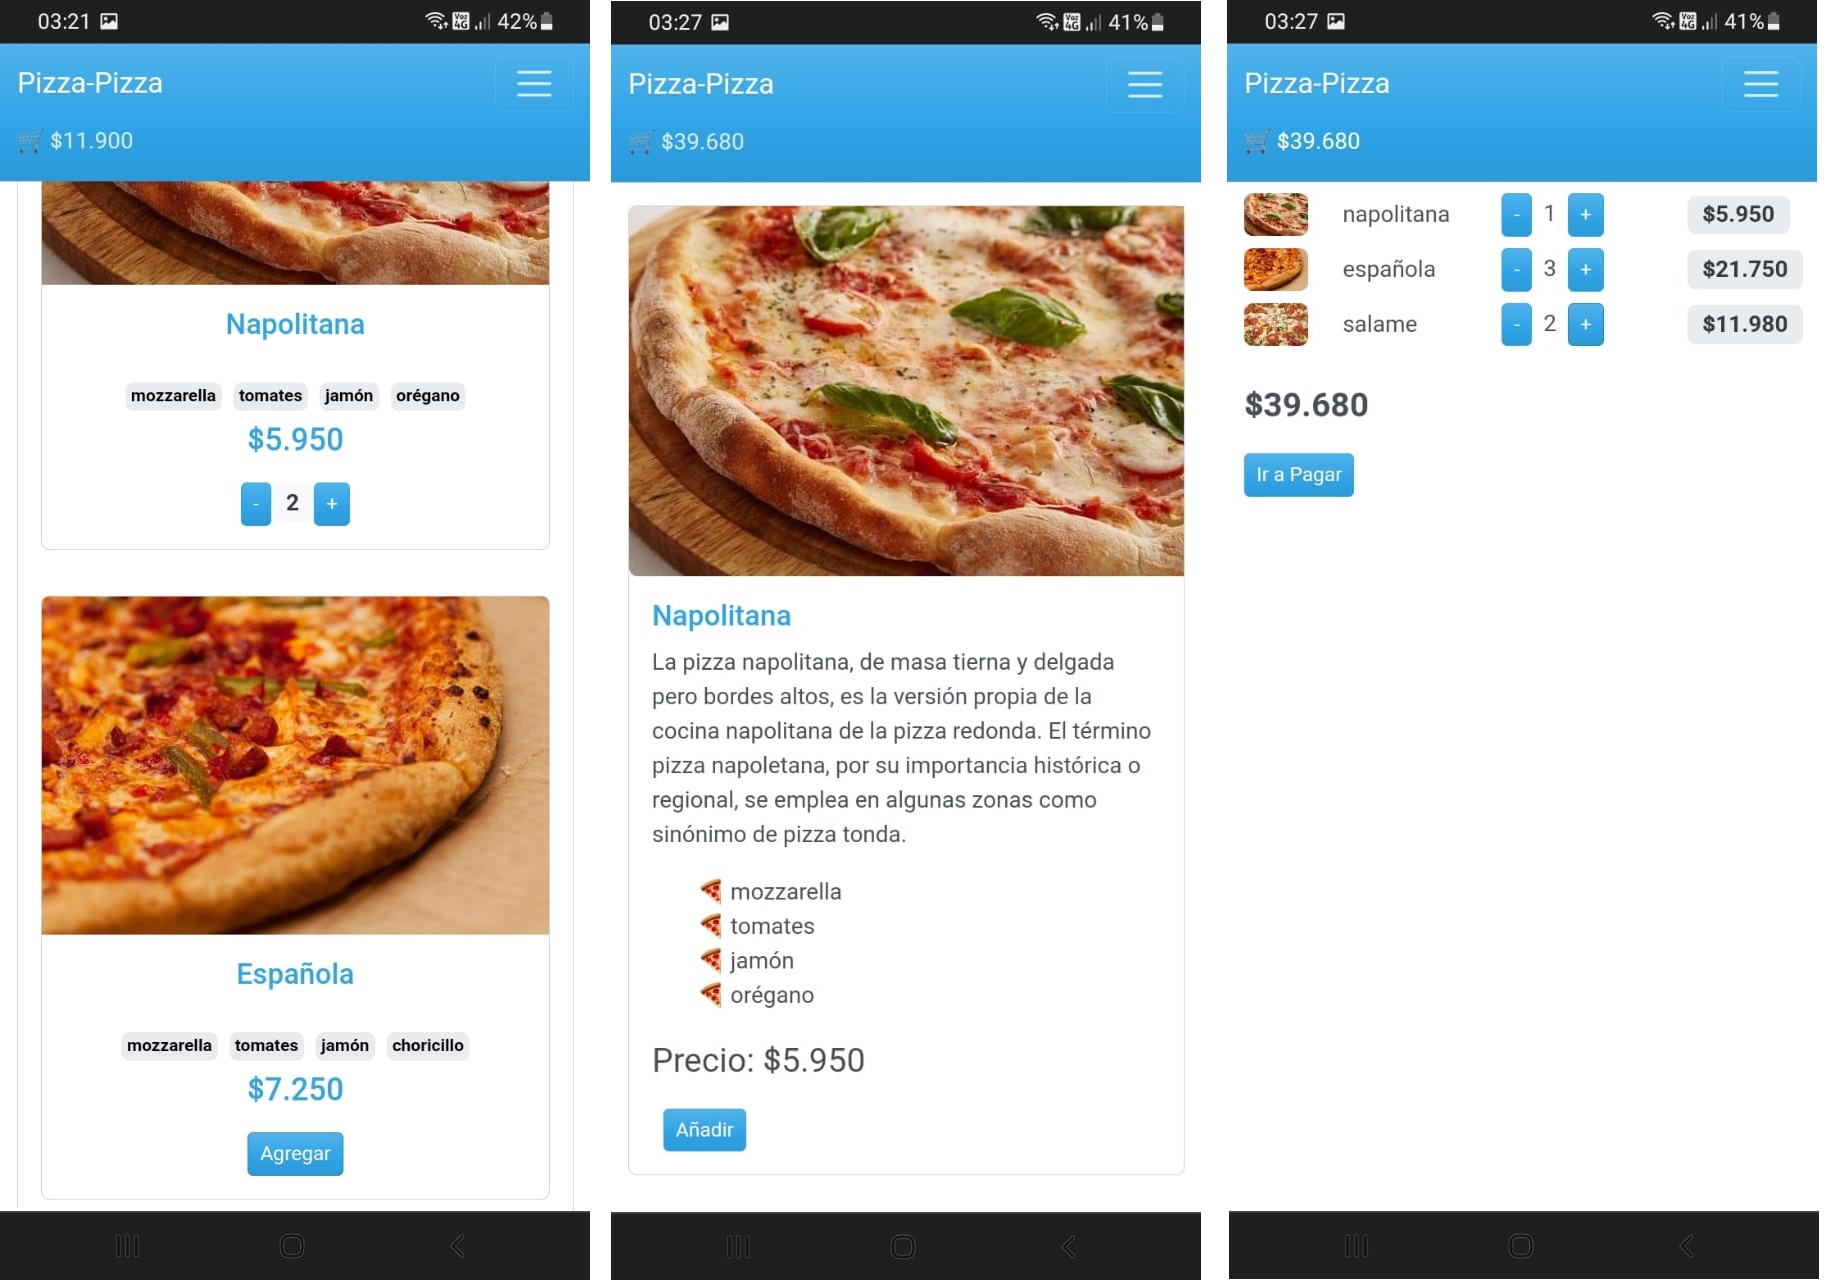 03:21
42%
Pizza-Pizza
$11.900
Napolitana
mozzarella tomates jamón orégano
$5.950
- 2 +
Española
mozzarella tomates jamón choricillo
$7.250
Agregar
03:27
41%
Pizza-Pizza
$39.680
Napolitana
La pizza napolitana, de masa tierna y delgada
pero bordes altos, es la versión propia de la
cocina napolitana de la pizza redonda. El término
pizza napoletana, por su importancia histórica o
regional, se emplea en algunas zonas como
sinónimo de pizza tonda.
mozzarella
tomates
jamón
orégano
Precio: $5.950
Añadir
03:27
41%
Pizza-Pizza
$39.680
napolitana - 1 + $5.950
española - 3 + $21.750
salame - 2 + $11.980
$39.680
Ir a Pagar